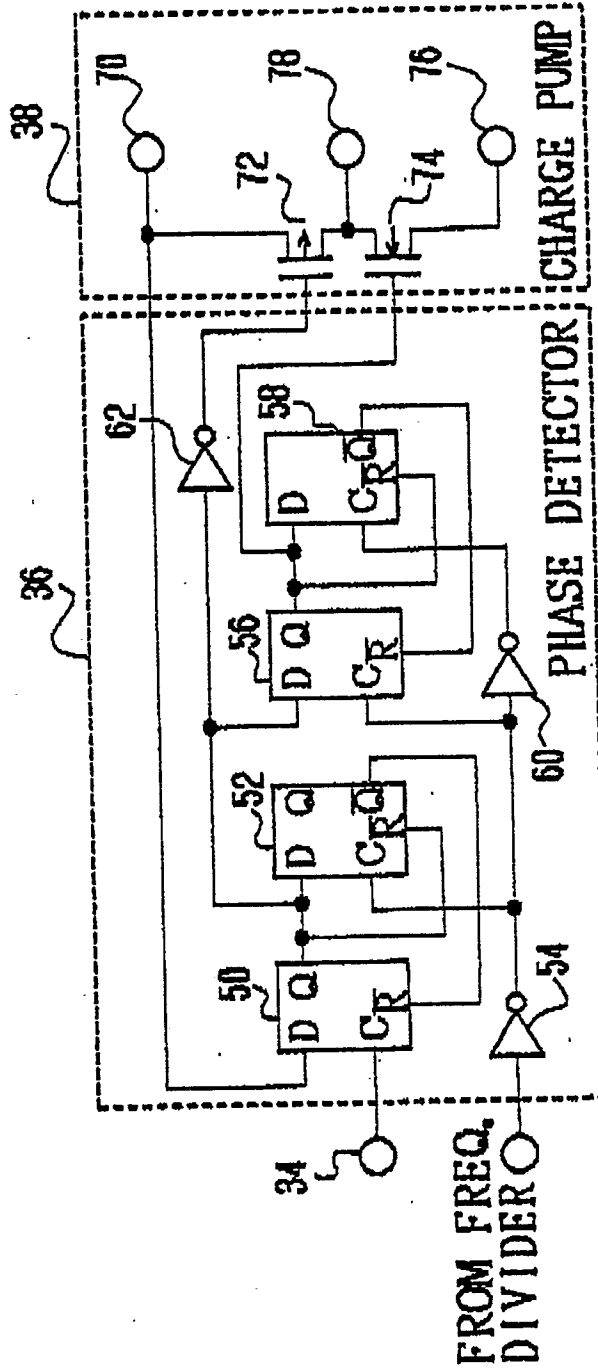 38
70
78
76
72
74
CHARGE PUMP
36
62
58
D
C
R
Q
56
D Q
C
R
52
D Q
C
R
Q
50
D Q
C
R
60
54
PHASE DETECTOR
34
FROM FREQ.
DIVIDER